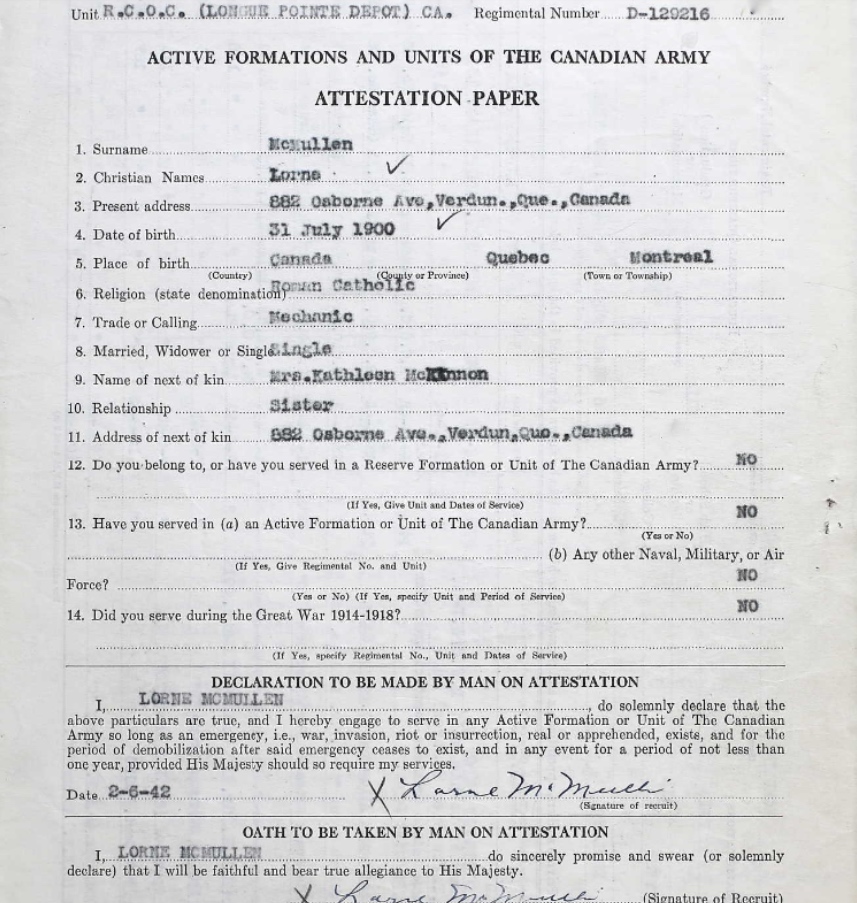 Unit R.C.O.C. (LONGUE POINTE DEPOT) CA. Regimental Number D-129216
ACTIVE FORMATIONS AND UNITS OF THE CANADIAN ARMY
ATTESTATION PAPER
1. Surname McMullen
2. Christian Names Lorne
3. Present address 882 Osborne Ave,Verdun.,Que.,Canada
4. Date of birth 31 July 1900
5. Place of birth Canada Quebec Montreal
(Country) (County or Province) (Town or Township)
6. Religion (state denomination) Roman Catholic
7. Trade or Calling Mechanic
8. Married, Widower or Single Single
9. Name of next of kin Mrs.Kathleen McKinnon
10. Relationship Sister
11. Address of next of kin 882 Osborne Ave.,Verdun,Que.,Canada
12. Do you belong to, or have you served in a Reserve Formation or Unit of The Canadian Army? NO
(If Yes, Give Unit and Dates of Service)
13. Have you served in (a) an Active Formation or Unit of The Canadian Army? NO
(Yes or No)
(b) Any other Naval, Military, or Air
(If Yes, Give Regimental No. and Unit)
Force? NO
(Yes or No) (If Yes, specify Unit and Period of Service)
14. Did you serve during the Great War 1914-1918? NO
(If Yes, specify Regimental No., Unit and Dates of Service)
DECLARATION TO BE MADE BY MAN ON ATTESTATION
I, LORNE MCMULLEN, do solemnly declare that the
above particulars are true, and I hereby engage to serve in any Active Formation or Unit of The Canadian
Army so long as an emergency, i.e., war, invasion, riot or insurrection, real or apprehended, exists, and for the
period of demobilization after said emergency ceases to exist, and in any event for a period of not less than
one year, provided His Majesty should so require my services.
Date 2-6-42 X Lorne McMullen
(Signature of recruit)
OATH TO BE TAKEN BY MAN ON ATTESTATION
I, LORNE MCMULLEN do sincerely promise and swear (or solemnly
declare) that I will be faithful and bear true allegiance to His Majesty.
X Lorne McMullen (Signature of Recruit)